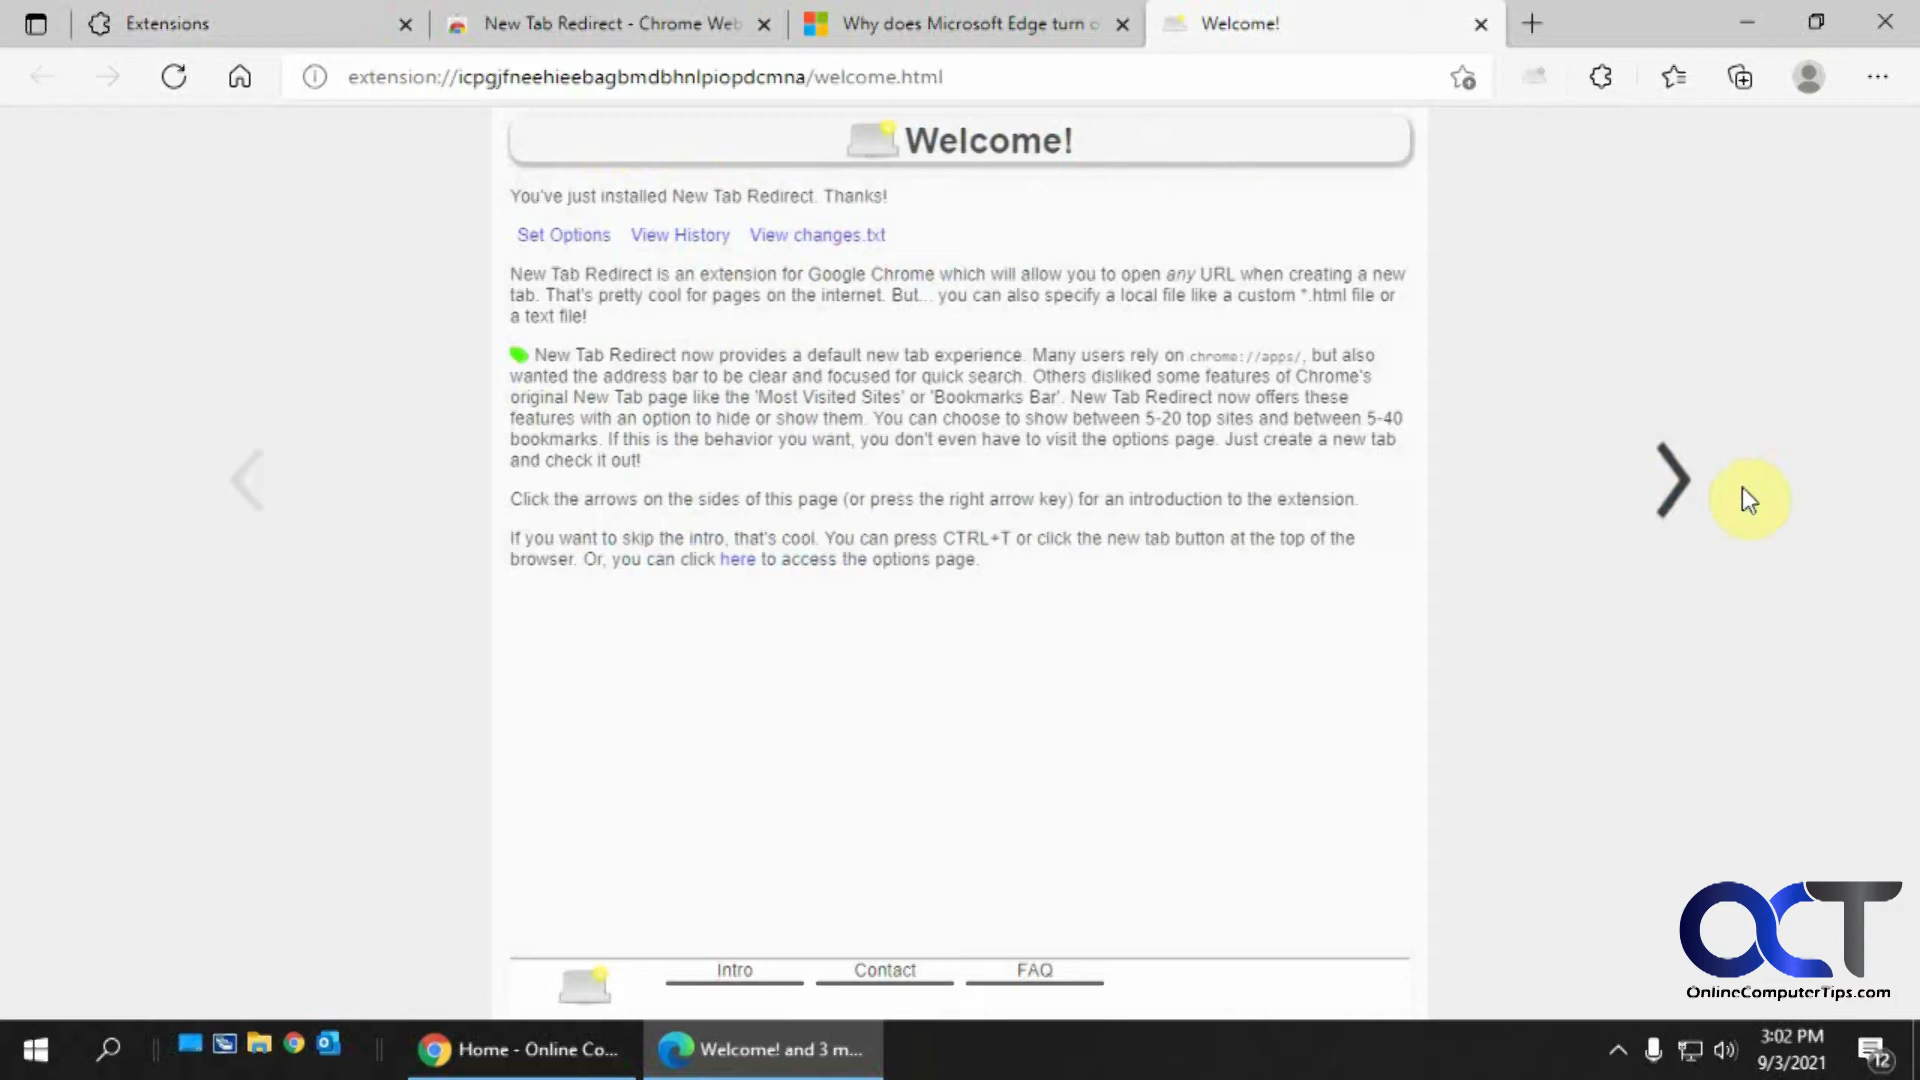 Extensions
New Tab Redirect - Chrome Web
Why does Microsoft Edge turn o
Welcome!
extension://icpgjfneehieebagbmdbhnlpiopdcmna/welcome.html
Welcome!
You've just installed New Tab Redirect. Thanks!
Set Options View History View changes.txt
New Tab Redirect is an extension for Google Chrome which will allow you to open any URL when creating a new
tab. That's pretty cool for pages on the internet. But... you can also specify a local file like a custom *.html file or
a text file!
New Tab Redirect now provides a default new tab experience. Many users rely on chrome://apps/, but also
wanted the address bar to be clear and focused for quick search. Others disliked some features of Chrome's
original New Tab page like the 'Most Visited Sites' or 'Bookmarks Bar'. New Tab Redirect now offers these
features with an option to hide or show them. You can choose to show between 5-20 top sites and between 5-40
bookmarks. If this is the behavior you want, you don't even have to visit the options page. Just create a new tab
and check it out!
Click the arrows on the sides of this page (or press the right arrow key) for an introduction to the extension.
If you want to skip the intro, that's cool. You can press CTRL+T or click the new tab button at the top of the
browser. Or, you can click here to access the options page.
Intro Contact FAQ
OCT
OnlineComputerTips.com
Home - Online Co...
Welcome! and 3 m...
3:02 PM
9/3/2021
12